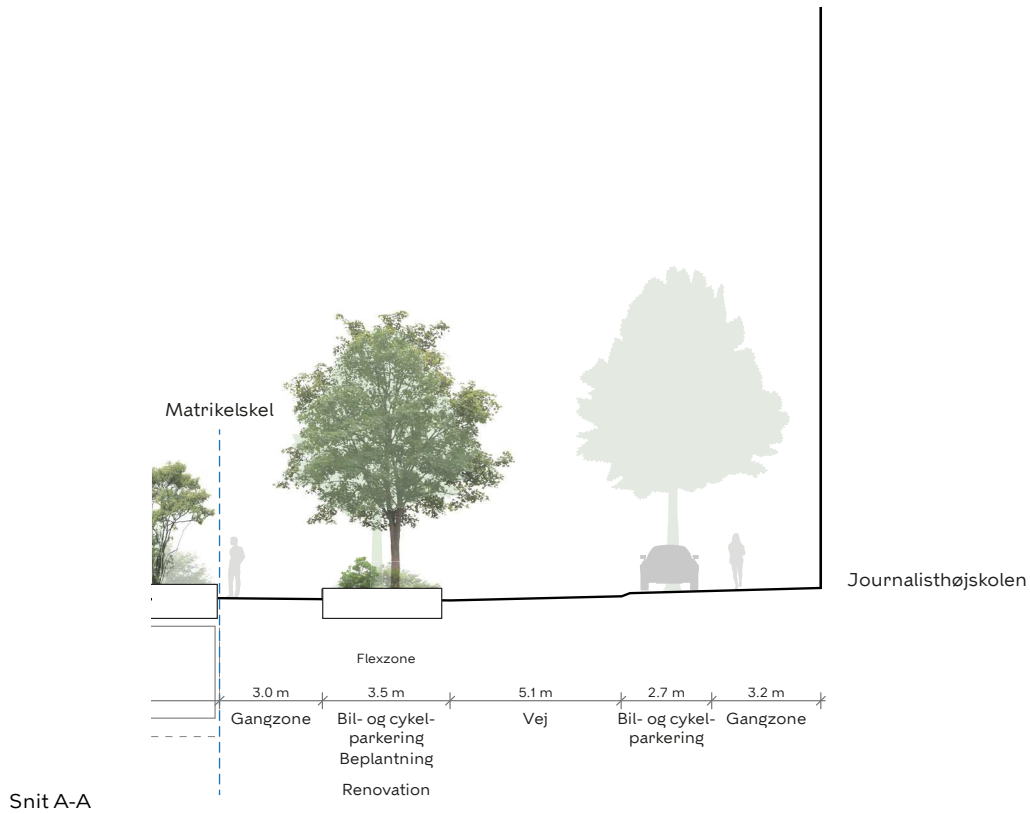 Matrikelskel
Journalisthøjskolen
Flexzone
3.0 m
3.5 m
5.1 m
2.7 m
3.2 m
Gangzone
Bil- og cykel-
parkering
Beplantning
Renovation
Vej
Bil- og cykel-
parkering
Gangzone
Snit A-A